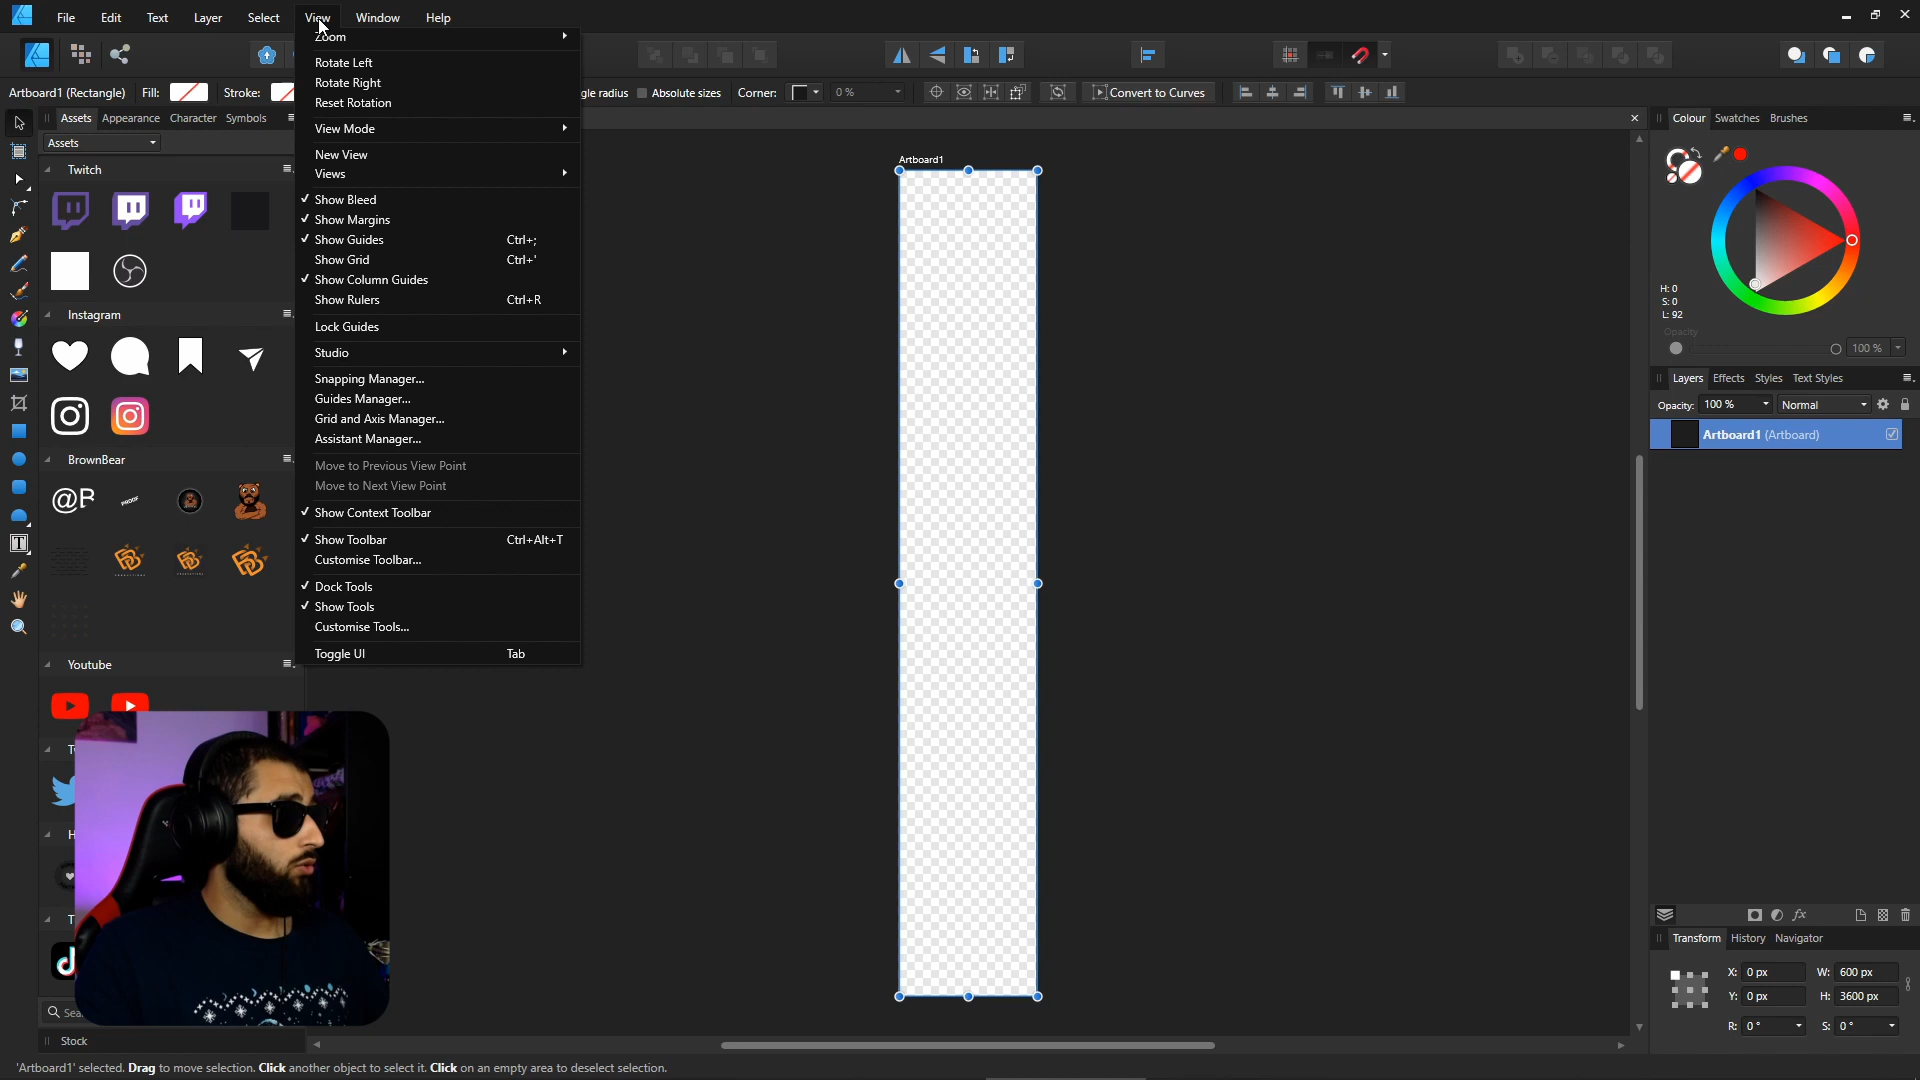 File Edit Text Layer Select View Window Help
Artboard1 (Rectangle) Fill: Stroke: gle radius Absolute sizes Corner: 0 % Convert to Curves
Assets Appearance Character Symbols
Assets
Twitch
Instagram
BrownBear
@B
PROOF
Youtube
T
H
T
Stock
Zoom
Rotate Left
Rotate Right
Reset Rotation
View Mode
New View
Views
Show Bleed
Show Margins
Show Guides Ctrl+;
Show Grid Ctrl+'
Show Column Guides
Show Rulers Ctrl+R
Lock Guides
Studio
Snapping Manager...
Guides Manager...
Grid and Axis Manager...
Assistant Manager...
Move to Previous View Point
Move to Next View Point
Show Context Toolbar
Show Toolbar Ctrl+Alt+T
Customise Toolbar...
Dock Tools
Show Tools
Customise Tools...
Toggle UI Tab
Artboard1
Colour Swatches Brushes
H: 0
S: 0
L: 92
Opacity
100 %
Layers Effects Styles Text Styles
Opacity: 100 % Normal
Artboard1 (Artboard)
Transform History Navigator
X: 0 px W: 600 px
Y: 0 px H: 3600 px
R: 0 ° S: 0 °
'Artboard1' selected. Drag to move selection. Click another object to select it. Click on an empty area to deselect selection.